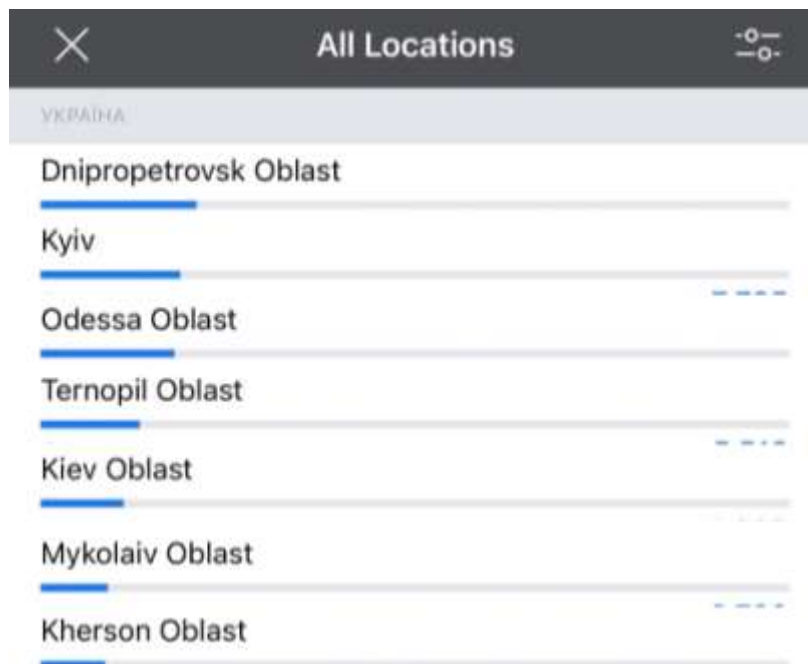 All Locations
УКРАЇНА
Dnipropetrovsk Oblast
Kyiv
Odessa Oblast
Ternopil Oblast
Kiev Oblast
Mykolaiv Oblast
Kherson Oblast